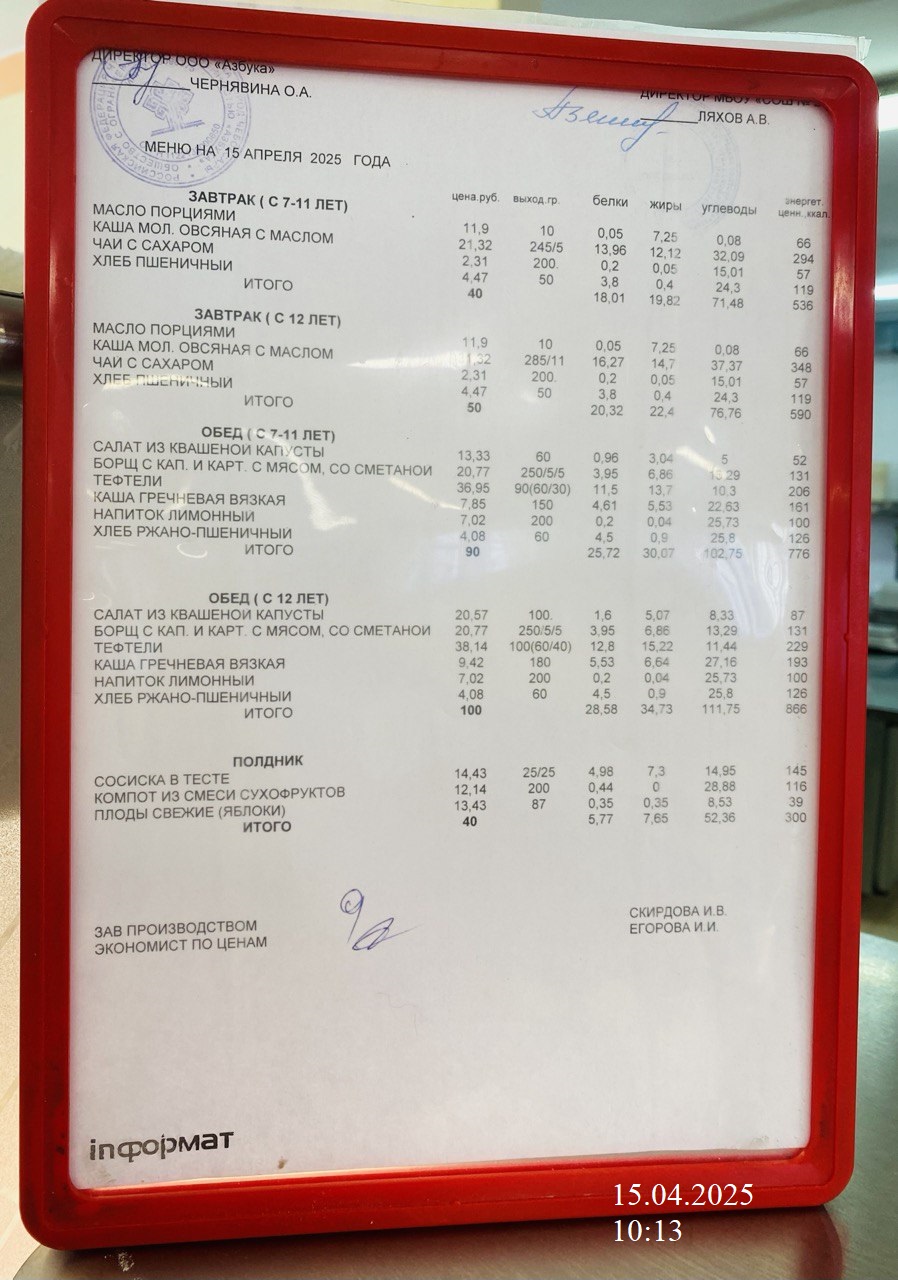 ДИРЕКТОР ООО «Азбука»
ЧЕРНЯВИНА О.А.
ДИРЕКТОР МБОУ «СОШ №
ЛЯХОВ А.В.
МЕНЮ НА 15 АПРЕЛЯ 2025 ГОДА
ЗАВТРАК ( С 7-11 ЛЕТ) цена.руб. выход.гр. белки жиры углеводы энергет. ценн.,ккал.
МАСЛО ПОРЦИЯМИ 11,9 10 0,05 7,25 0,08 66
КАША МОЛ. ОВСЯНАЯ С МАСЛОМ 21,32 245/5 13,96 12,12 32,09 294
ЧАИ С САХАРОМ 2,31 200. 0,2 0,05 15,01 57
ХЛЕБ ПШЕНИЧНЫЙ 4,47 50 3,8 0,4 24,3 119
ИТОГО 40 18,01 19,82 71,48 536
ЗАВТРАК ( С 12 ЛЕТ)
МАСЛО ПОРЦИЯМИ 11,9 10 0,05 7,25 0,08 66
КАША МОЛ. ОВСЯНАЯ С МАСЛОМ 285/11 16,27 14,7 37,37 348
ЧАИ С САХАРОМ 2,31 200. 0,2 0,05 15,01 57
ХЛЕБ ПШЕНИЧНЫЙ 4,47 50 3,8 0,4 24,3 119
ИТОГО 50 20,32 22,4 76,76 590
ОБЕД ( С 7-11 ЛЕТ)
САЛАТ ИЗ КВАШЕНОЙ КАПУСТЫ 13,33 60 0,96 3,04 5 52
БОРЩ С КАП. И КАРТ. С МЯСОМ, СО СМЕТАНОЙ 20,77 250/5/5 3,95 6,86 13,29 131
ТЕФТЕЛИ 36,95 90(60/30) 11,5 13,7 10,3 206
КАША ГРЕЧНЕВАЯ ВЯЗКАЯ 7,85 150 4,61 5,53 22,63 161
НАПИТОК ЛИМОННЫЙ 7,02 200 0,2 0,04 25,73 100
ХЛЕБ РЖАНО-ПШЕНИЧНЫЙ 4,08 60 4,5 0,9 25,8 126
ИТОГО 90 25,72 30,07 102,75 776
ОБЕД ( С 12 ЛЕТ)
САЛАТ ИЗ КВАШЕНОЙ КАПУСТЫ 20,57 100. 1,6 5,07 8,33 87
БОРЩ С КАП. И КАРТ. С МЯСОМ, СО СМЕТАНОЙ 20,77 250/5/5 3,95 6,86 13,29 131
ТЕФТЕЛИ 38,14 100(60/40) 12,8 15,22 11,44 229
КАША ГРЕЧНЕВАЯ ВЯЗКАЯ 9,42 180 5,53 6,64 27,16 193
НАПИТОК ЛИМОННЫЙ 7,02 200 0,2 0,04 25,73 100
ХЛЕБ РЖАНО-ПШЕНИЧНЫЙ 4,08 60 4,5 0,9 25,8 126
ИТОГО 100 28,58 34,73 111,75 866
ПОЛДНИК
СОСИСКА В ТЕСТЕ 14,43 25/25 4,98 7,3 14,95 145
КОМПОТ ИЗ СМЕСИ СУХОФРУКТОВ 12,14 200 0,44 0 28,88 116
ПЛОДЫ СВЕЖИЕ (ЯБЛОКИ) 13,43 87 0,35 0,35 8,53 39
ИТОГО 40 5,77 7,65 52,36 300
ЗАВ ПРОИЗВОДСТВОМ СКИРДОВА И.В.
ЭКОНОМИСТ ПО ЦЕНАМ ЕГОРОВА И.И.
inформат
15.04.2025
10:13